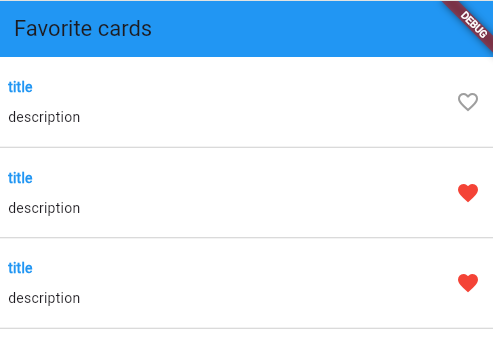 Favorite cards
DEBUG
title
description
title
description
title
description